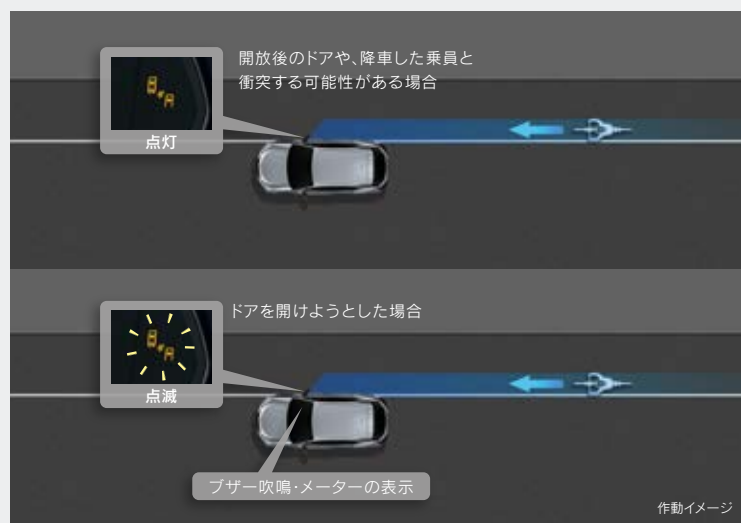 開放後のドアや、降車した乗員と
衝突する可能性がある場合
点灯
ドアを開けようとした場合
点滅
ブザー吹鳴・メーターの表示
作動イメージ